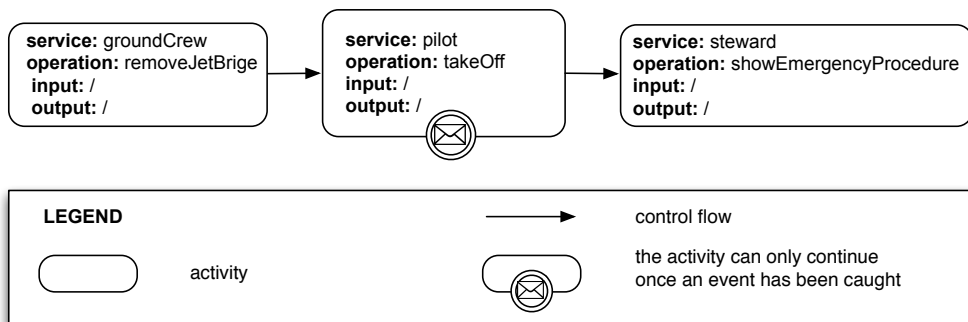 service: groundCrew
operation: removeJetBrige
input: /
output: /
service: pilot
operation: takeOff
input: /
output: /
service: steward
operation: showEmergencyProcedure
input: /
output: /
LEGEND
activity
control flow
the activity can only continue
once an event has been caught